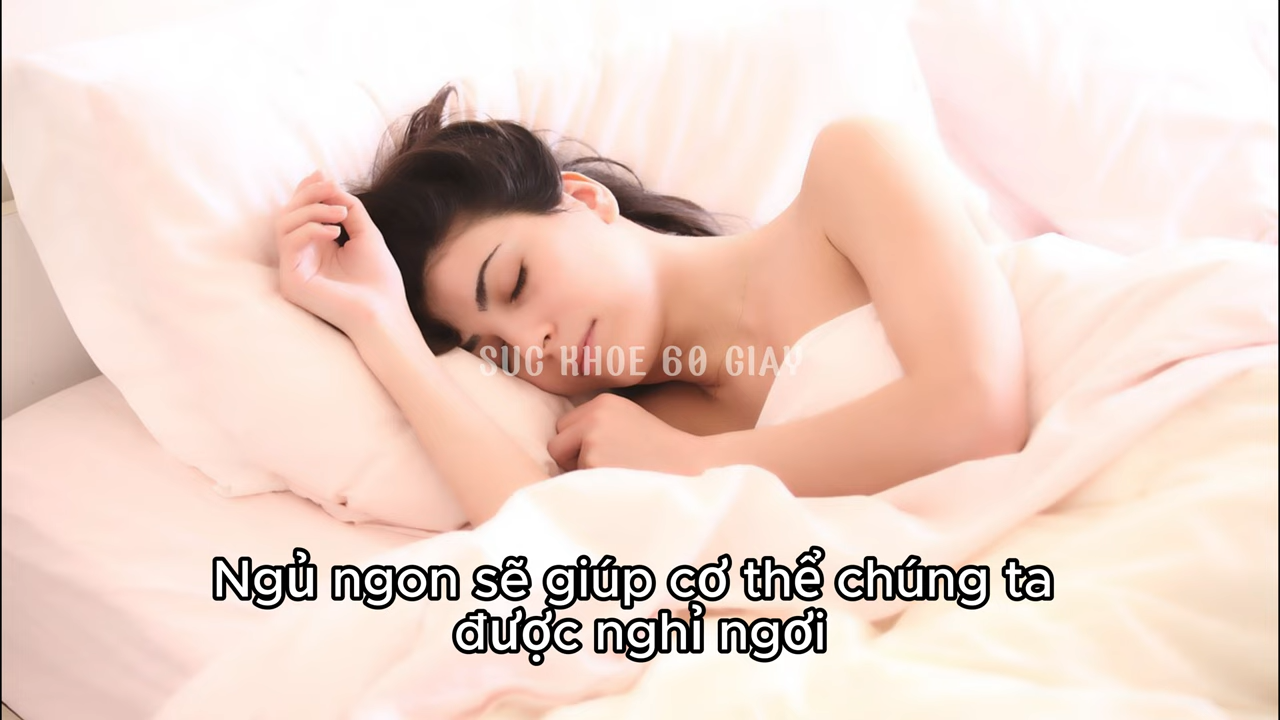 SUC KHOE 60 GIAY
Ngủ ngon sẽ giúp cơ thể chúng ta
được nghỉ ngơi